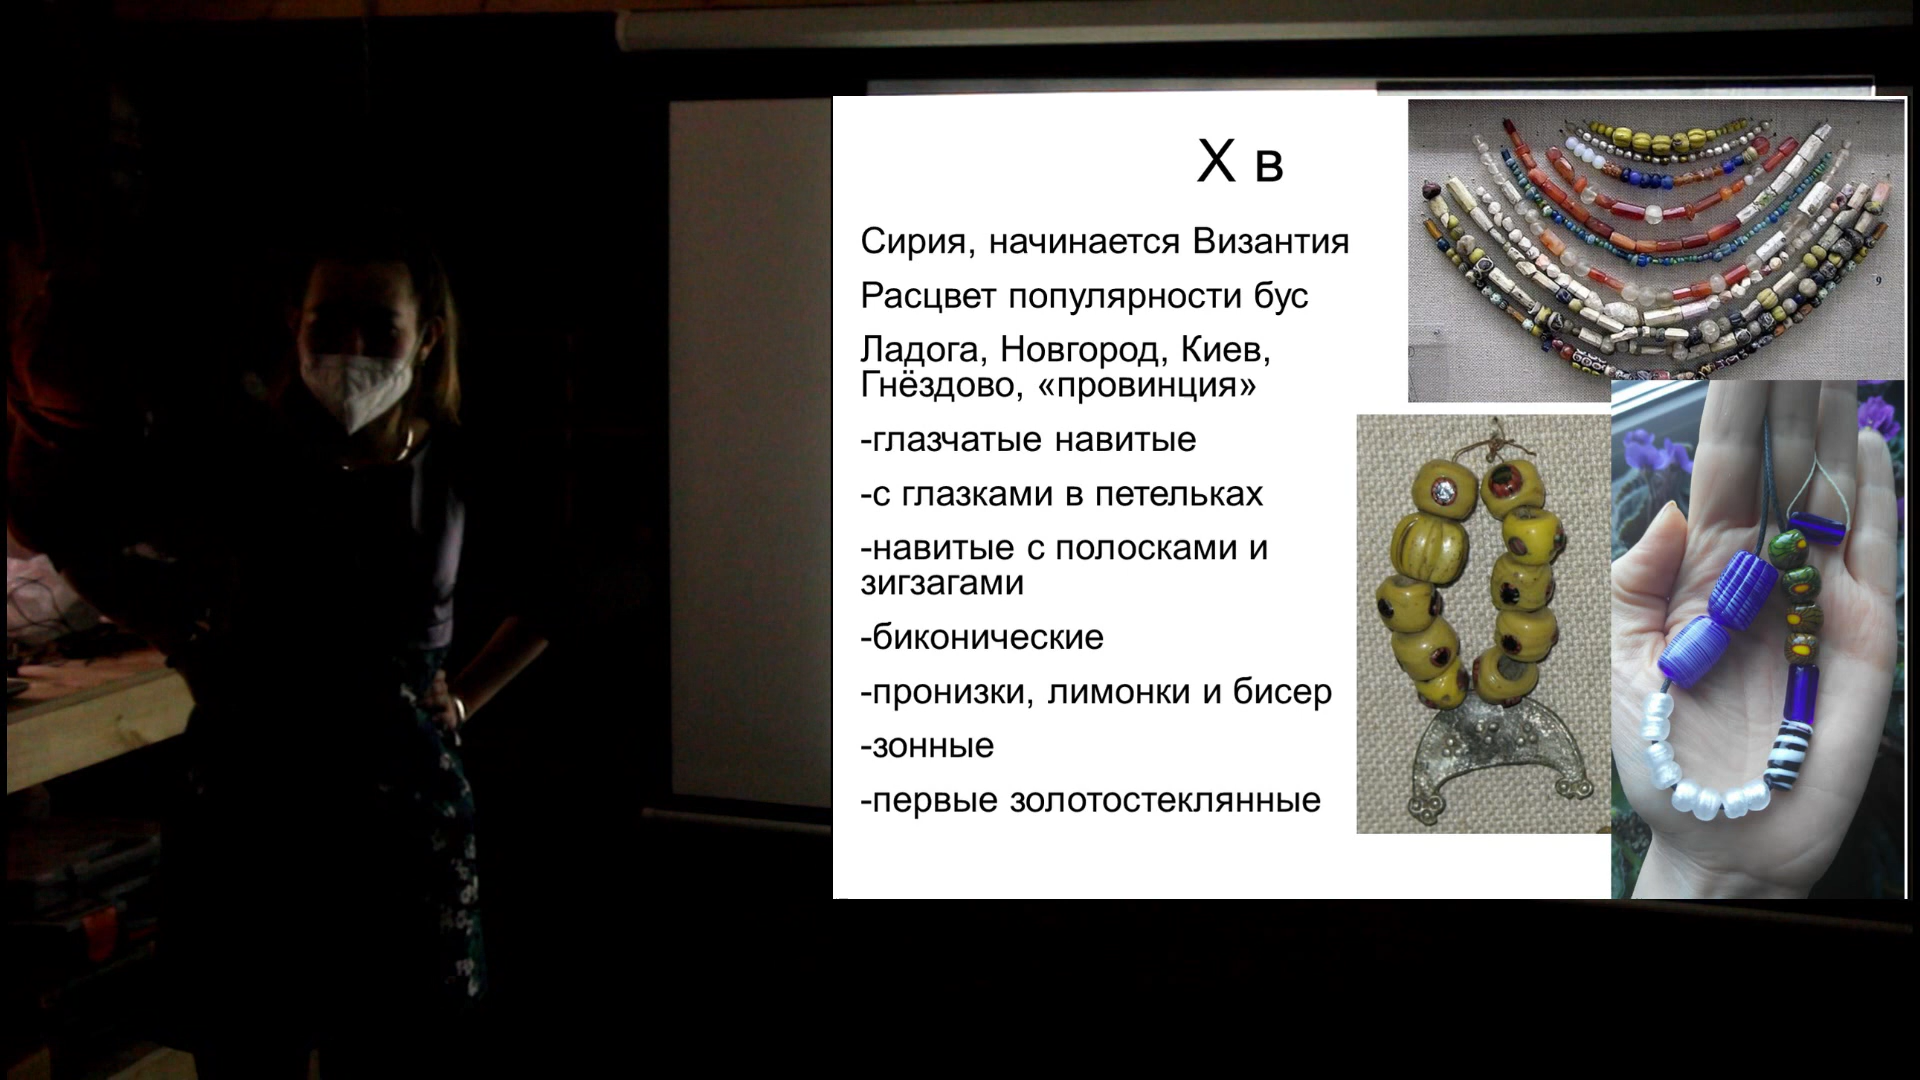 X в
Сирия, начинается Византия
Расцвет популярности бус
Ладога, Новгород, Киев,
Гнёздово, «провинция»
-глазчатые навитые
-с глазками в петельках
-навитые с полосками и
зигзагами
-биконические
-пронизки, лимонки и бисер
-зонные
-первые золотостеклянные
9